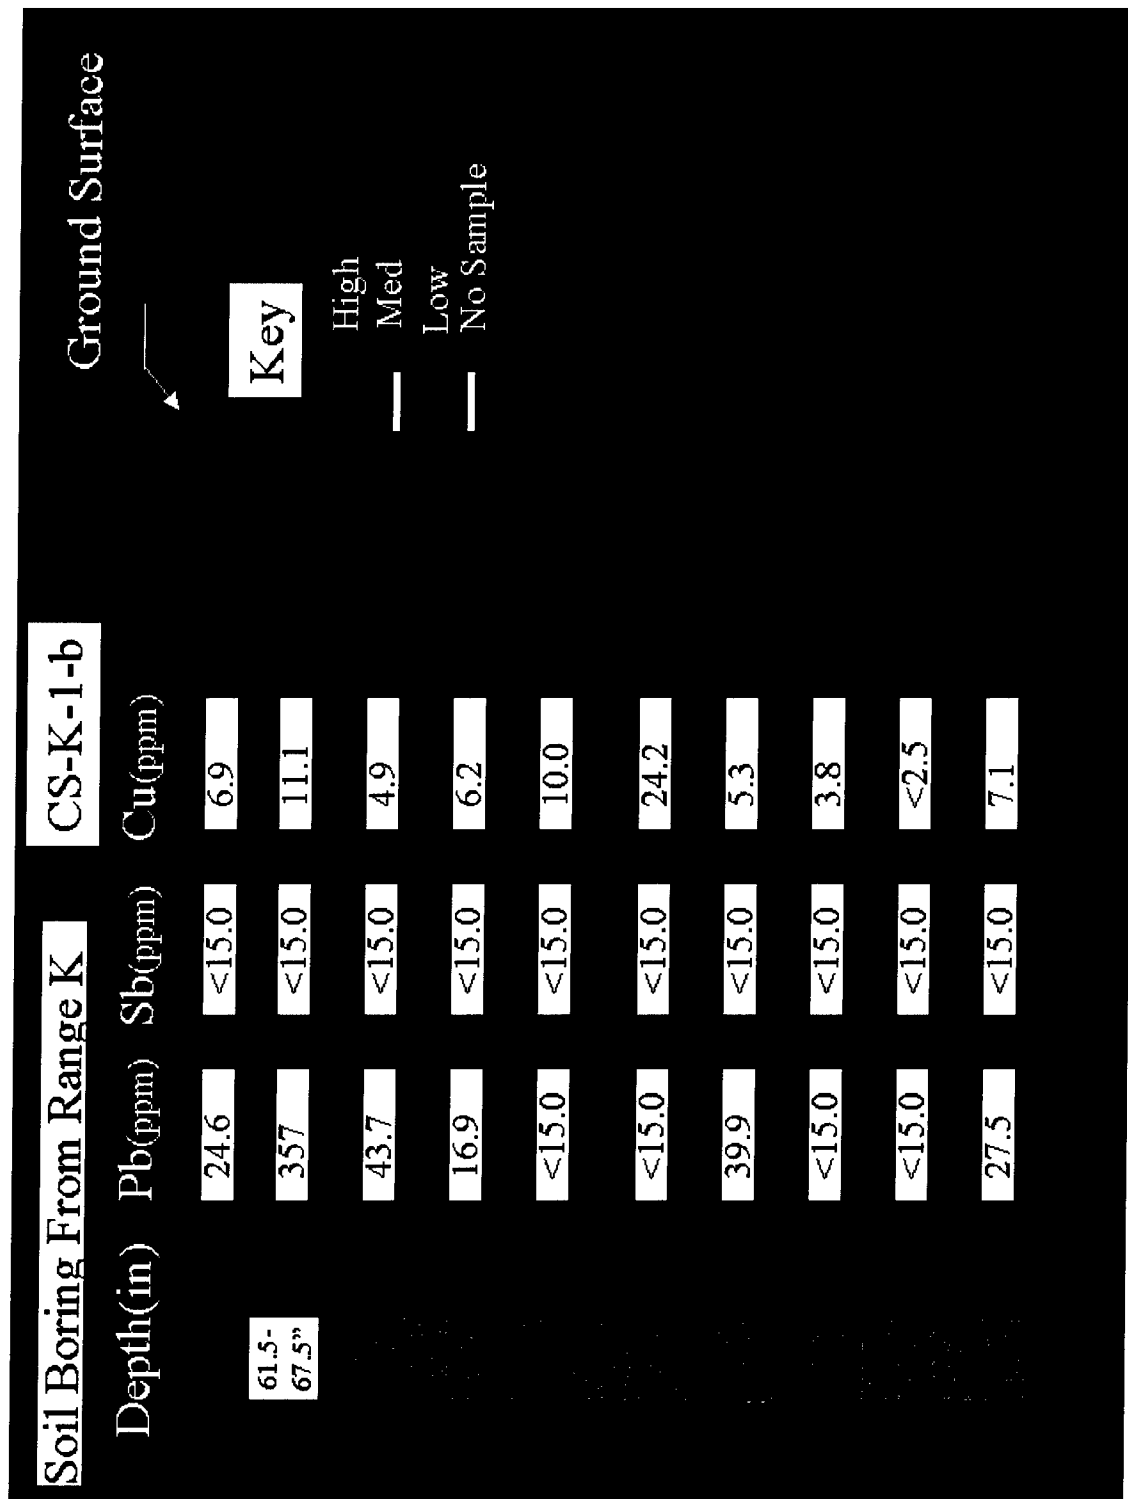 Soil Boring From Range K
CS-K-1-b
Ground Surface
Depth(in) Pb(ppm) Sb(ppm) Cu(ppm)
24.6 <15.0 6.9
61.5-
67.5” 357 <15.0 11.1
43.7 <15.0 4.9
16.9 <15.0 6.2
<15.0 <15.0 10.0
<15.0 <15.0 24.2
39.9 <15.0 5.3
<15.0 <15.0 3.8
<15.0 <15.0 <2.5
27.5 <15.0 7.1
Key
High
Med
Low
No Sample